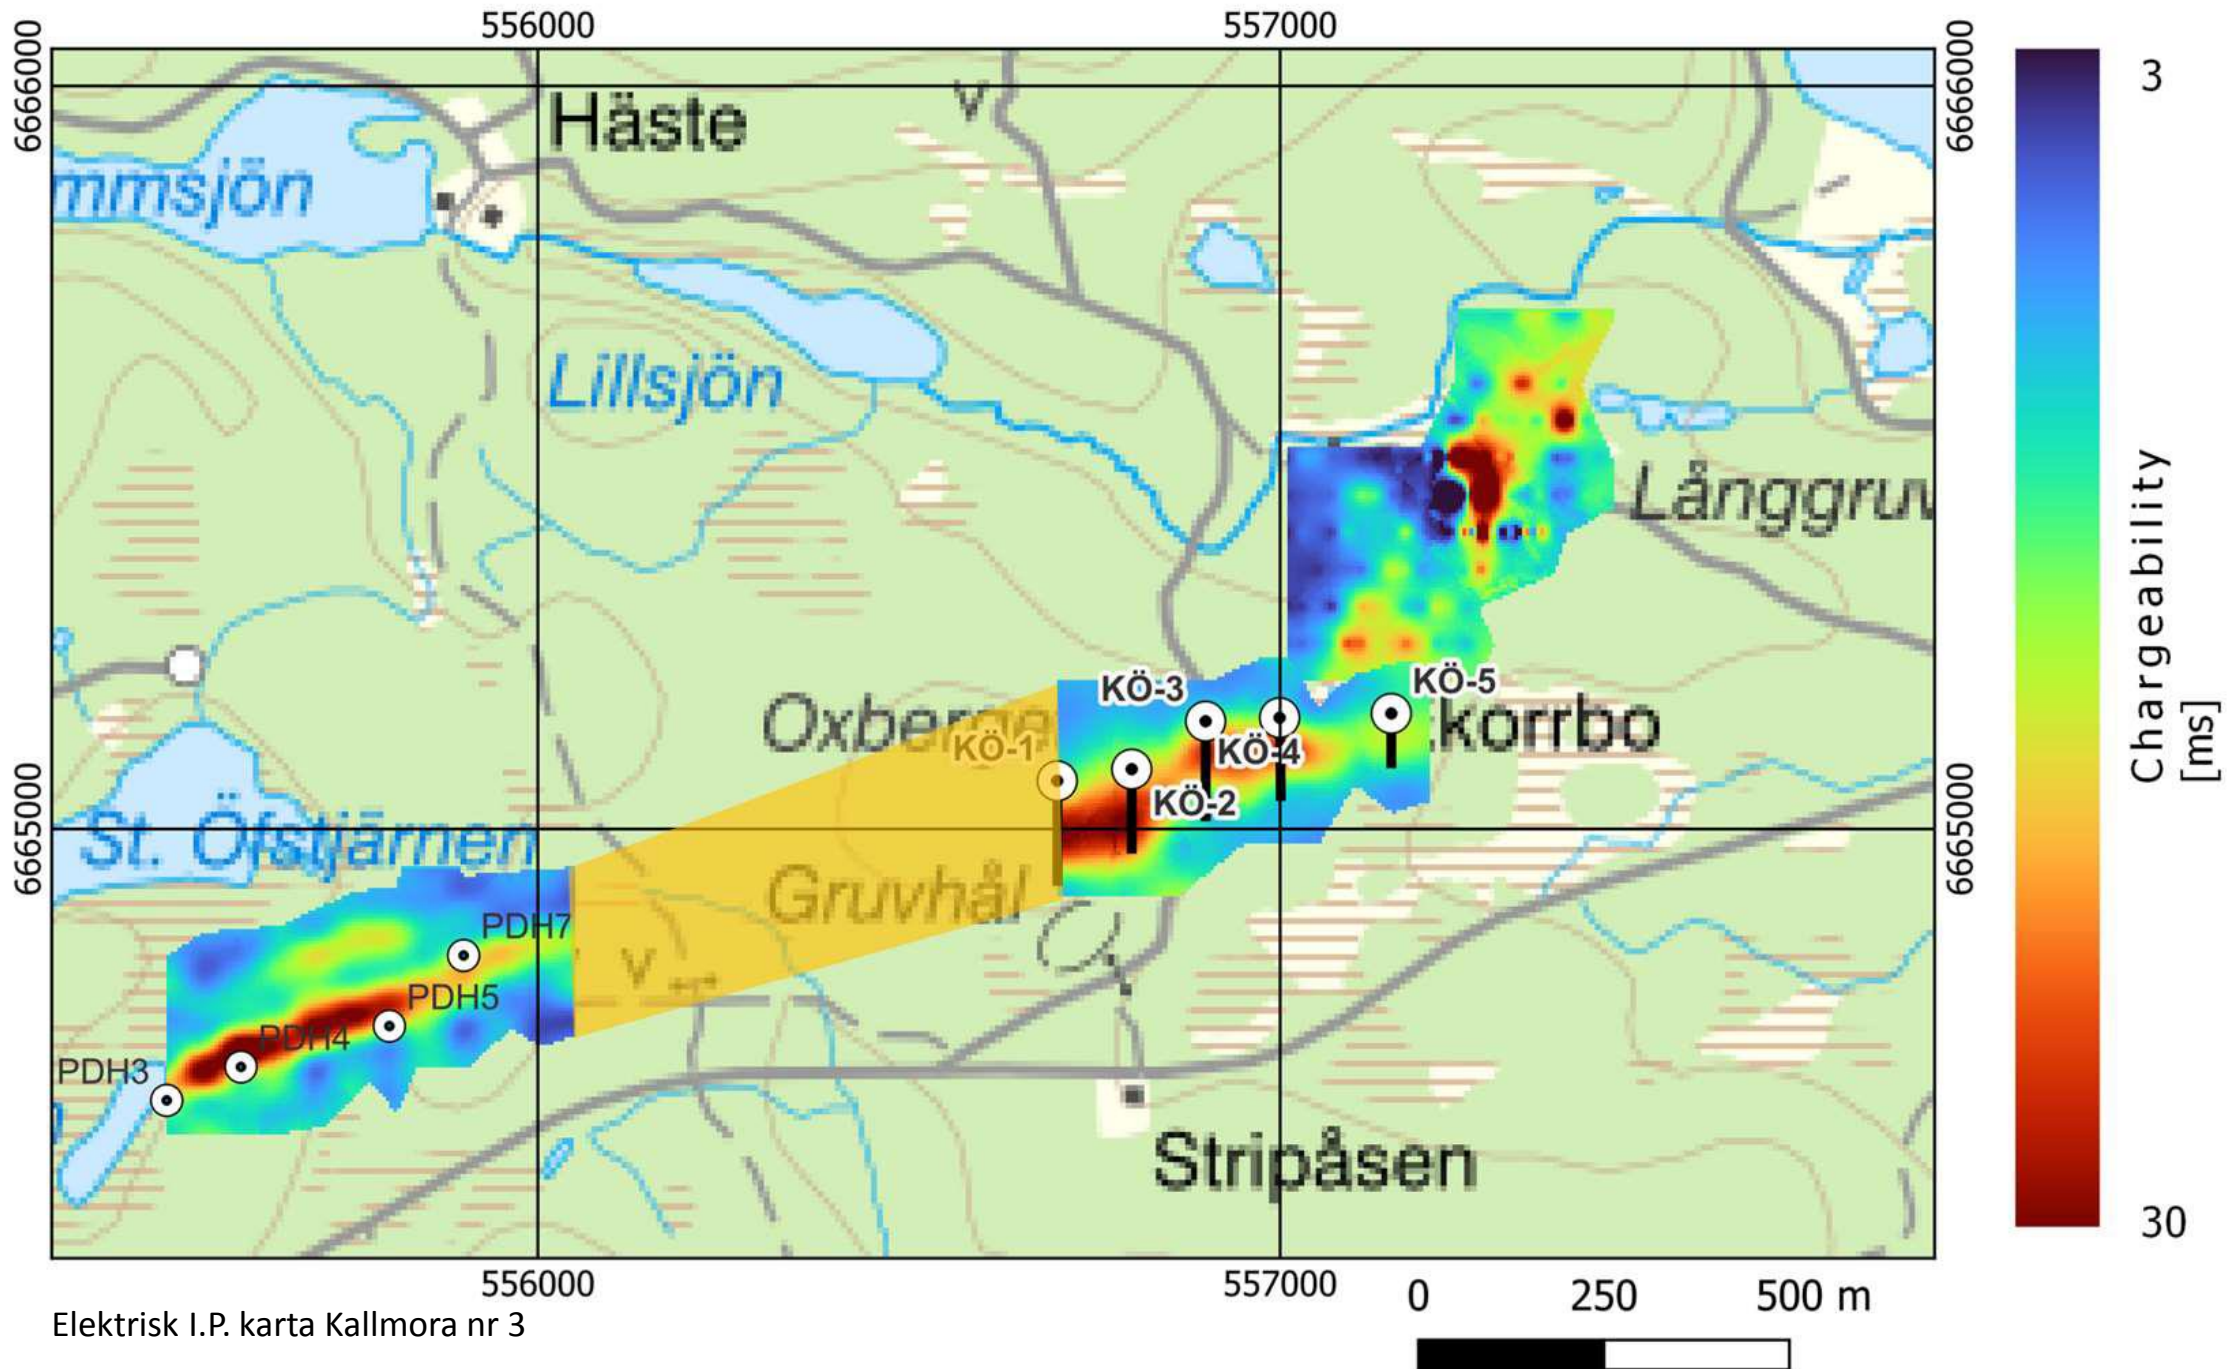 556000
557000
6666000
6666000
3
Häste
V
mmsjön
Lillsjön
Långgruv
Chargeability
[ms]
KÖ-3
KÖ-5
Oxberge
korrbo
KÖ-1
KÖ-4
KÖ-2
6665000
6665000
St. Öfstjärnen
Gruvhål
PDH7
V
PDH5
PDH4
PDH3
Stripåsen
30
556000
557000
0
250
500 m
Elektrisk I.P. karta Kallmora nr 3